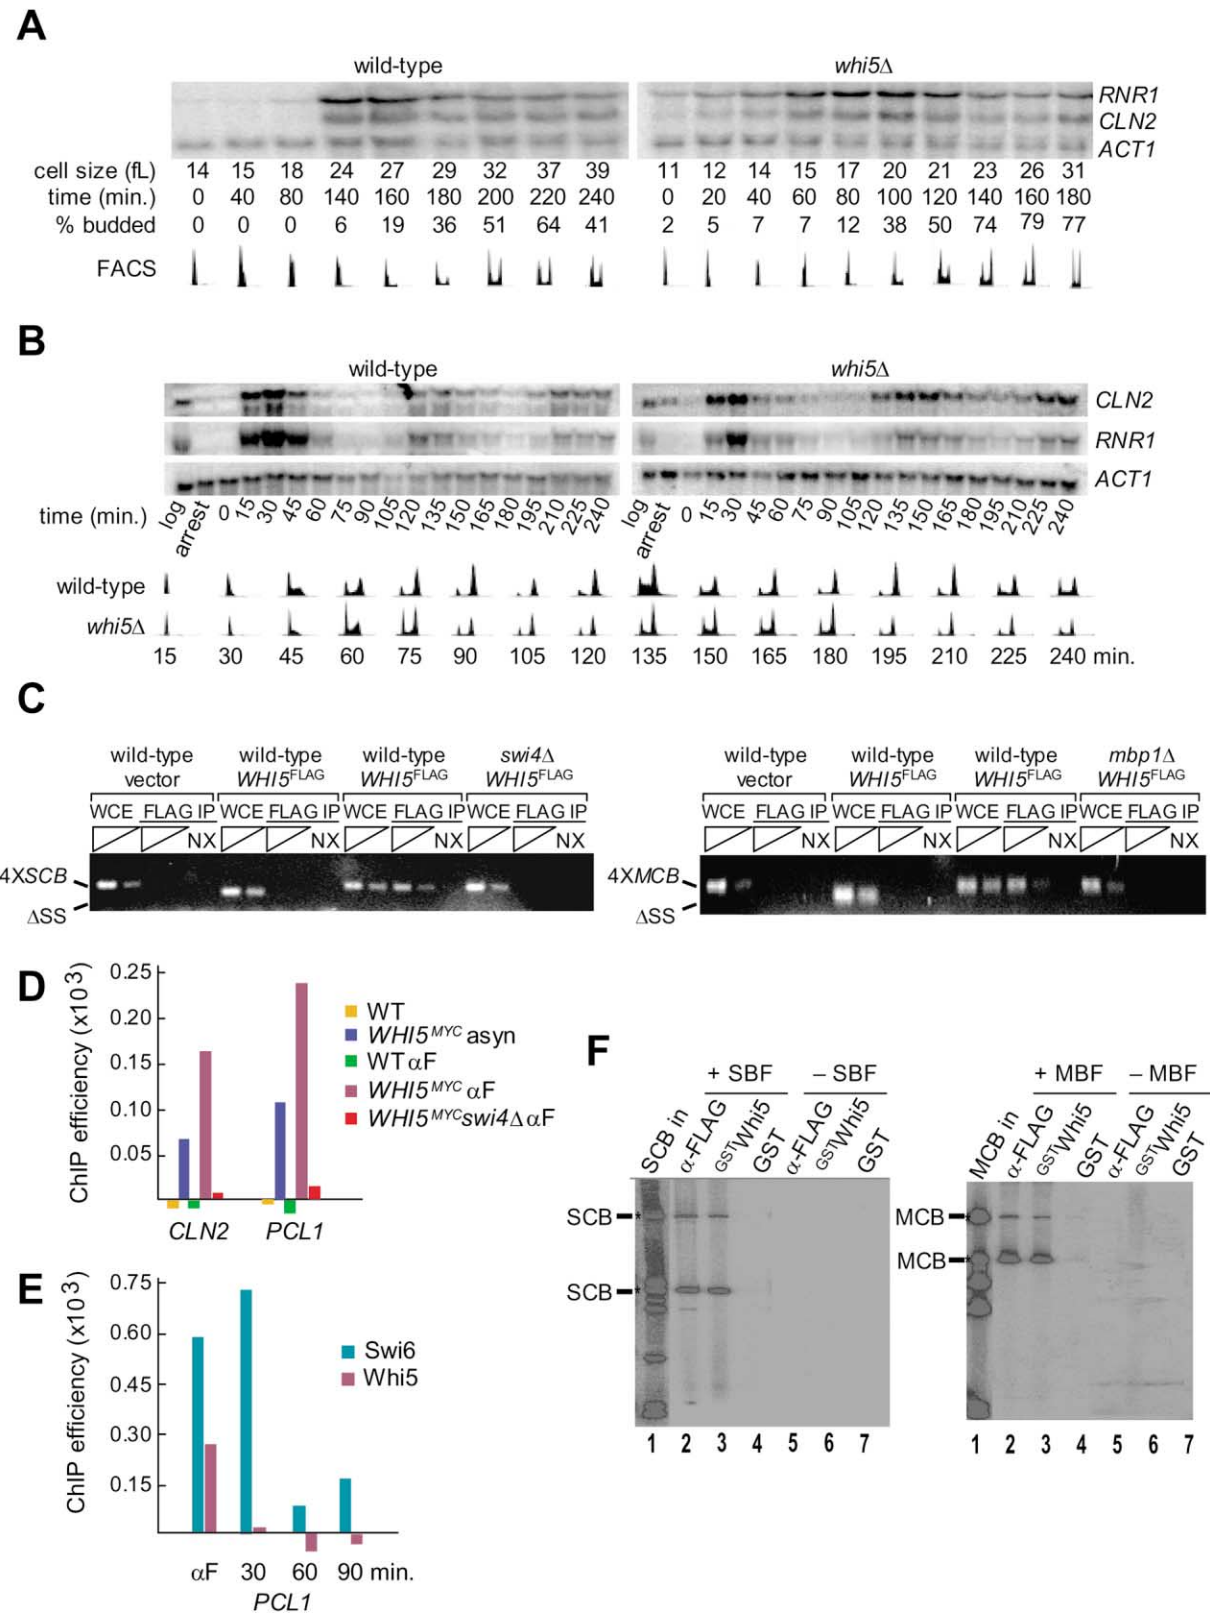 A
wild-type whi5Δ
RNR1
CLN2
ACT1
cell size (fL) 14 15 18 24 27 29 32 37 39 11 12 14 15 17 20 21 23 26 31
time (min.) 0 40 80 140 160 180 200 220 240 0 20 40 60 80 100 120 140 160 180
% budded 0 0 0 6 19 36 51 64 41 2 5 7 7 12 38 50 74 79 77
FACS
B
wild-type whi5Δ
CLN2
RNR1
ACT1
time (min.) log arrest 0 15 30 45 60 75 90 105 120 135 150 165 180 195 210 225 240 log arrest 0 15 30 45 60 75 90 105 120 135 150 165 180 195 210 225 240
wild-type
whi5Δ
15 30 45 60 75 90 105 120 135 150 165 180 195 210 225 240 min.
C
wild-type wild-type wild-type swi4Δ wild-type wild-type wild-type mbp1Δ
vector WHI5FLAG WHI5FLAG WHI5FLAG vector WHI5FLAG WHI5FLAG WHI5FLAG
WCE FLAG IP WCE FLAG IP WCE FLAG IP WCE FLAG IP WCE FLAG IP WCE FLAG IP WCE FLAG IP WCE FLAG IP
NX NX NX NX NX NX NX NX
4XSCB 4XMCB
ΔSS ΔSS
D
ChIP efficiency (x10³)
0.25
0.20
0.15
0.10
0.05
WT
WHI5MYC asyn
WT αF
WHI5MYC αF
WHI5MYCswi4Δ αF
CLN2 PCL1
E
ChIP efficiency (x10³)
0.75
0.60
0.45
0.30
0.15
Swi6
Whi5
αF 30 60 90 min.
PCL1
F
+ SBF – SBF + MBF – MBF
SCB in α-FLAG GSTWhi5 GST α-FLAG GSTWhi5 GST MCB in α-FLAG GSTWhi5 GST α-FLAG GSTWhi5 GST
SCB * MCB *
SCB * MCB *
1 2 3 4 5 6 7 1 2 3 4 5 6 7